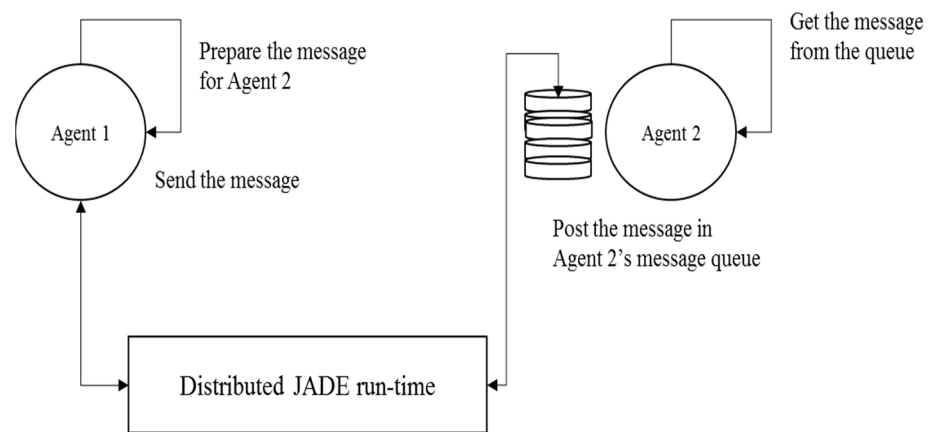 Prepare the message
for Agent 2
Get the message
from the queue
Agent 1
Agent 2
Send the message
Post the message in
Agent 2's message queue
Distributed JADE run-time